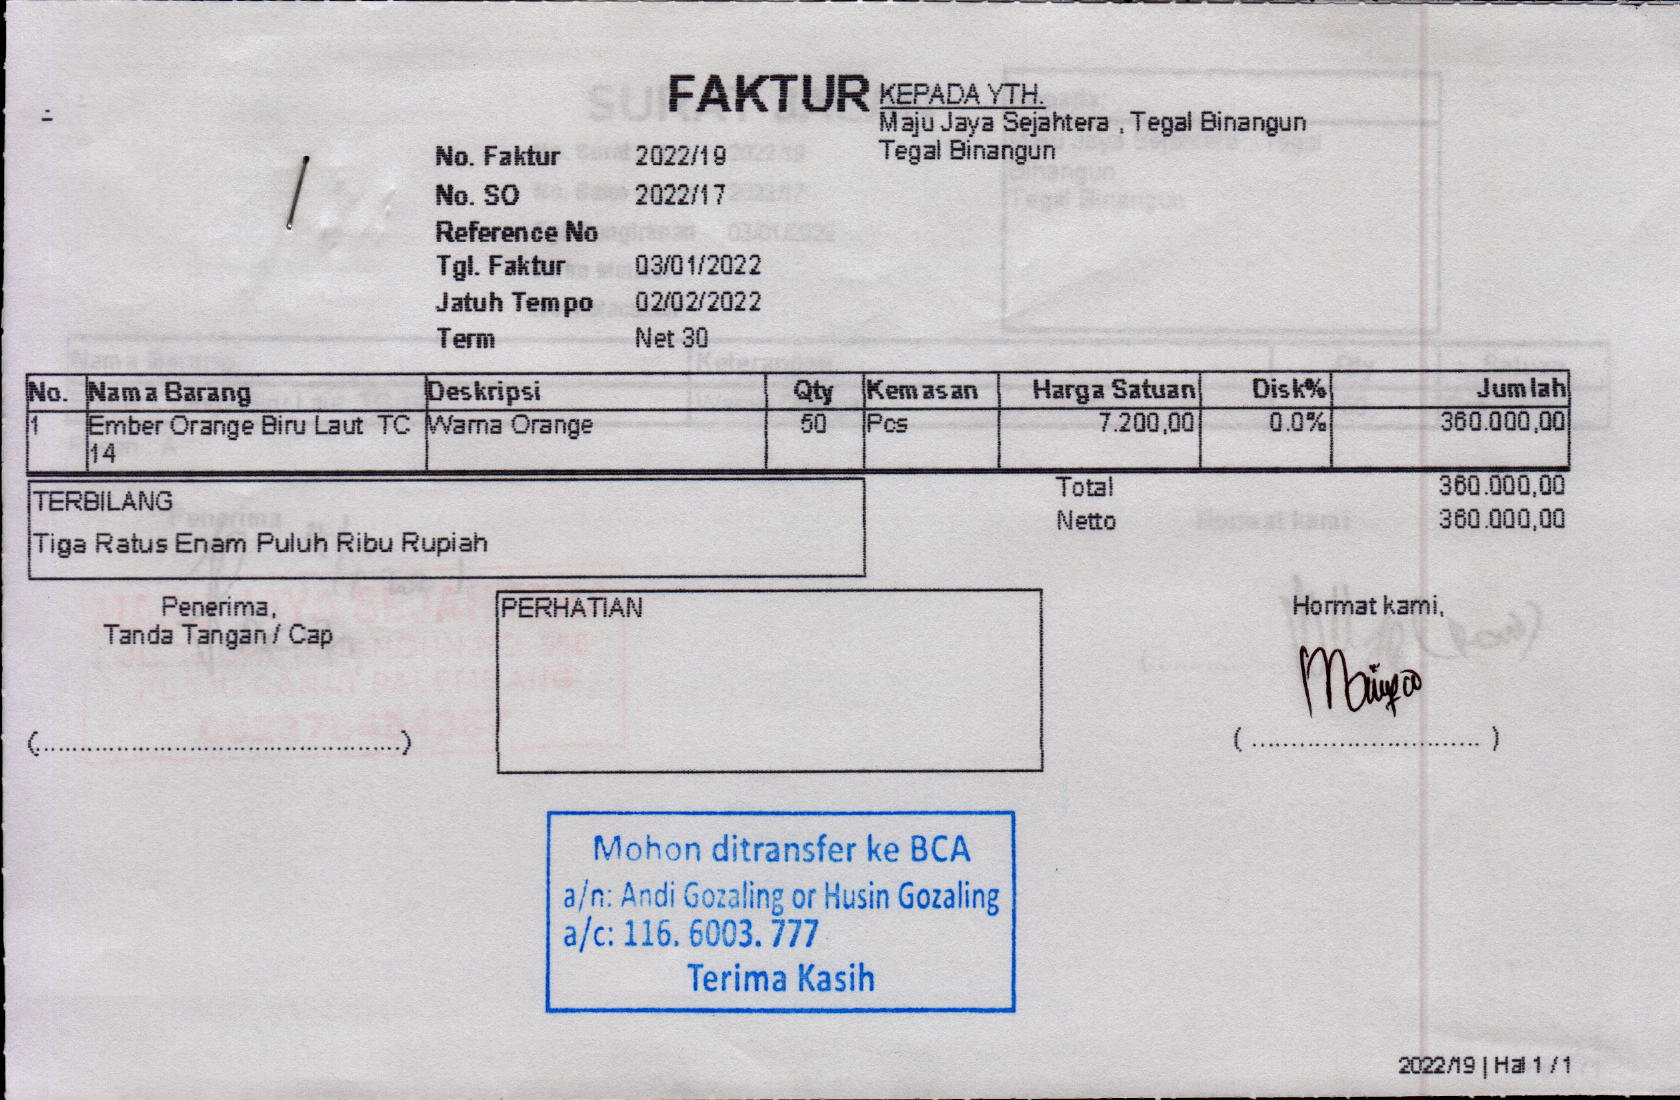 FAKTUR
KEPADA YTH.
Maju Jaya Sejahtera , Tegal Binangun
Tegal Binangun
No. Faktur 2022/19
No. SO 2022/17
Reference No
Tgl. Faktur 03/01/2022
Jatuh Tempo 02/02/2022
Term Net 30
No. Nama Barang Deskripsi Qty Kemasan Harga Satuan Disk% Jumlah
1 Ember Orange Biru Laut TC Warna Orange 50 Pcs 7.200,00 0.0% 360.000,00
14
Total 360.000,00
Netto 360.000,00
TERBILANG
Tiga Ratus Enam Puluh Ribu Rupiah
Penerima,
Tanda Tangan / Cap
(................................................)
PERHATIAN
Hormat kami,
( ............................. )
Mohon ditransfer ke BCA
a/n: Andi Gozaling or Husin Gozaling
a/c: 116. 6003. 777
Terima Kasih
2022/19 | Hal 1 / 1